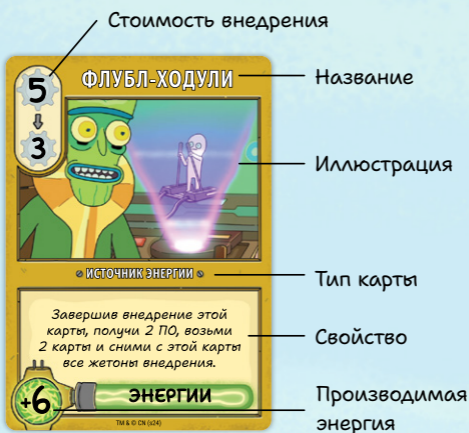 Стоимость внедрения
5
3
ФЛУБЛ-ХОДУЛИ
Название
Иллюстрация
ИСТОЧНИК ЭНЕРГИИ
Тип карты
Завершив внедрение этой
карты, получи 2 ПО, возьми
2 карты и сними с этой карты
все жетоны внедрения.
Свойство
+6
ЭНЕРГИИ
Производимая
энергия
TM & © CN (s24)